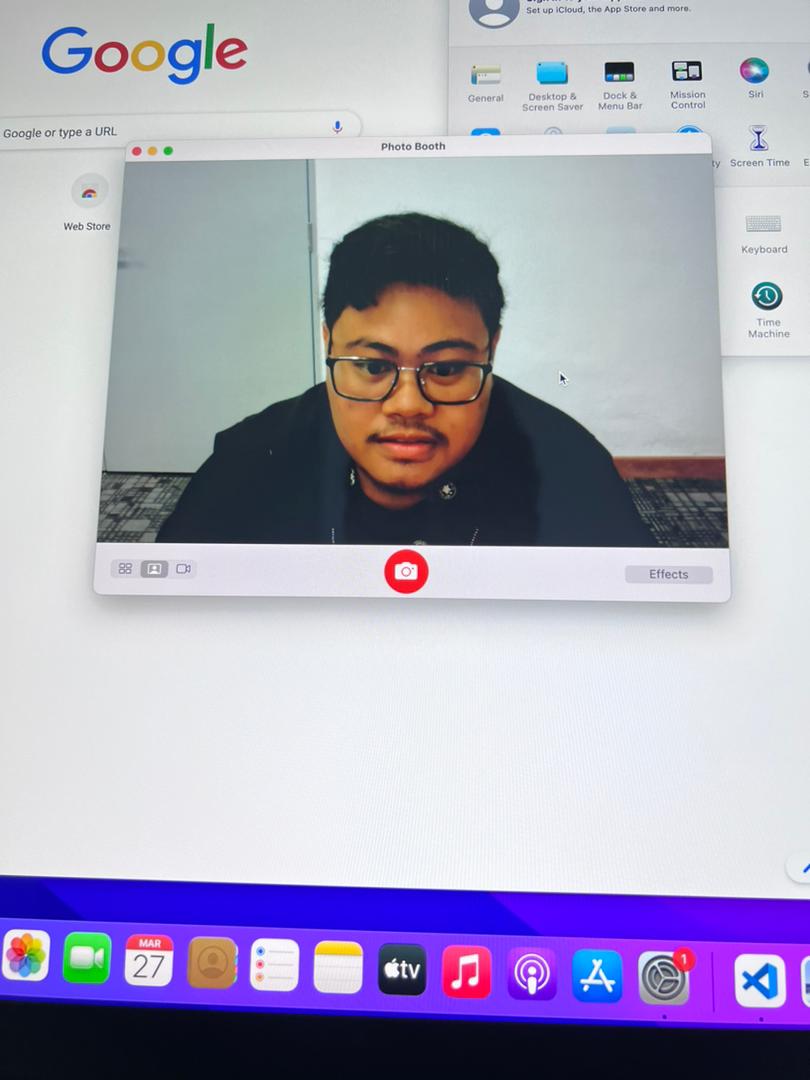 Google
Set up iCloud, the App Store and more.
General
Desktop &
Screen Saver
Dock &
Menu Bar
Mission
Control
Siri
Google or type a URL
Photo Booth
Screen Time
Web Store
Keyboard
Time
Machine
Effects
MAR
27
tv
1